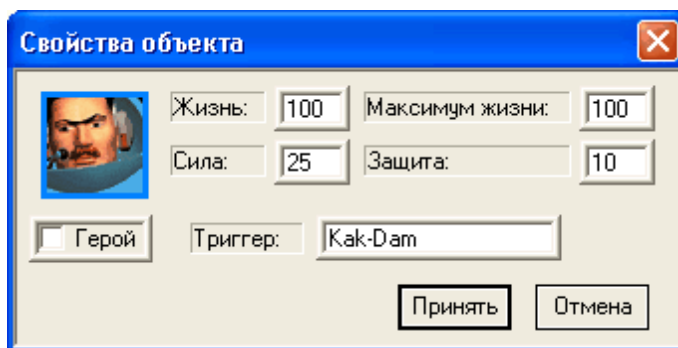 Свойства объекта
Жизнь: 100 Максимум жизни: 100
Сила: 25 Защита: 10
Герой Триггер: Kak-Dam
Принять Отмена